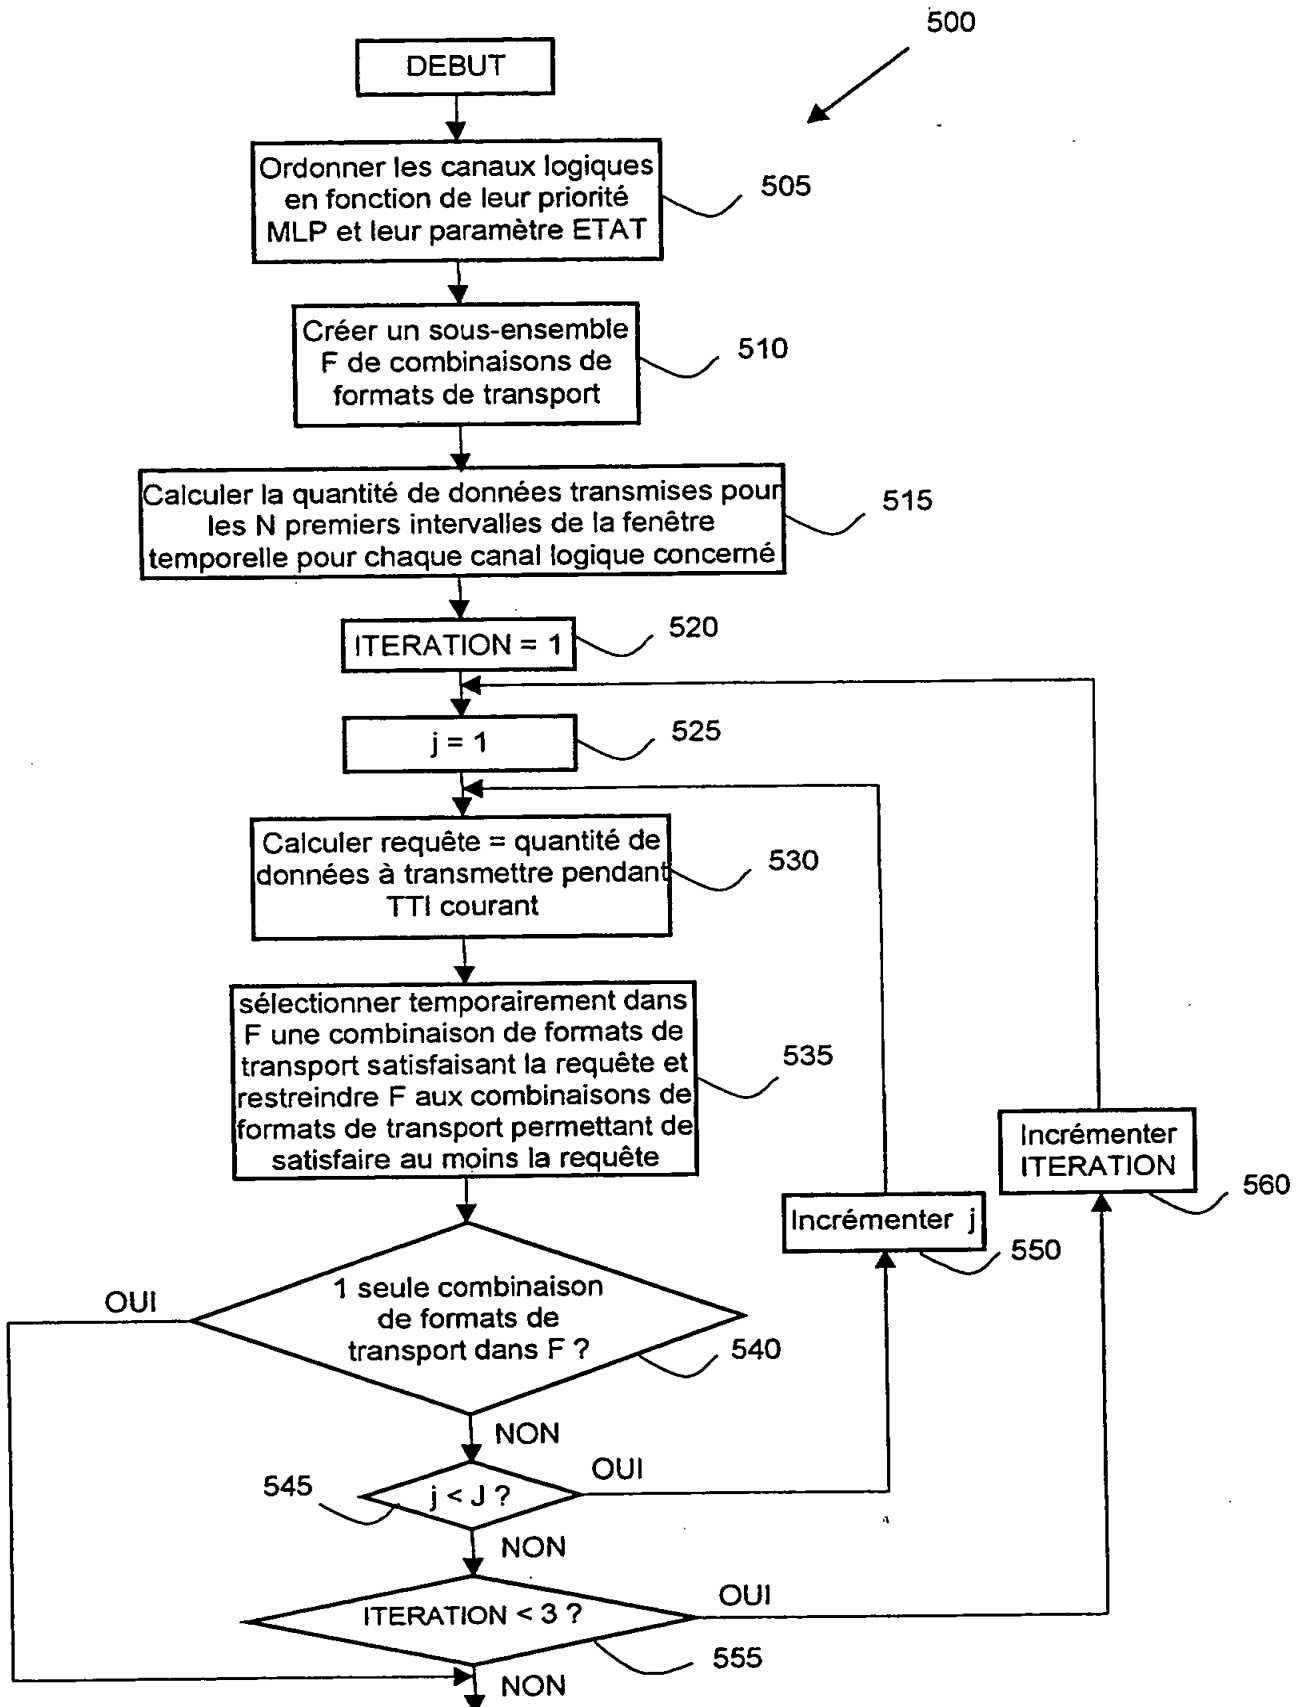 500
DEBUT
Ordonner les canaux logiques
en fonction de leur priorité
MLP et leur paramètre ETAT
505
Créer un sous-ensemble
F de combinaisons de
formats de transport
510
Calculer la quantité de données transmises pour
les N premiers intervalles de la fenêtre
temporelle pour chaque canal logique concerné
515
ITERATION = 1
520
j = 1
525
Calculer requête = quantité de
données à transmettre pendant
TTI courant
530
sélectionner temporairement dans
F une combinaison de formats de
transport satisfaisant la requête et
restreindre F aux combinaisons de
formats de transport permettant de
satisfaire au moins la requête
535
Incrémenter
ITERATION
560
Incrémenter j
550
1 seule combinaison
de formats de
transport dans F ?
OUI
540
NON
545
j < J ?
OUI
NON
ITERATION < 3 ?
OUI
555
NON